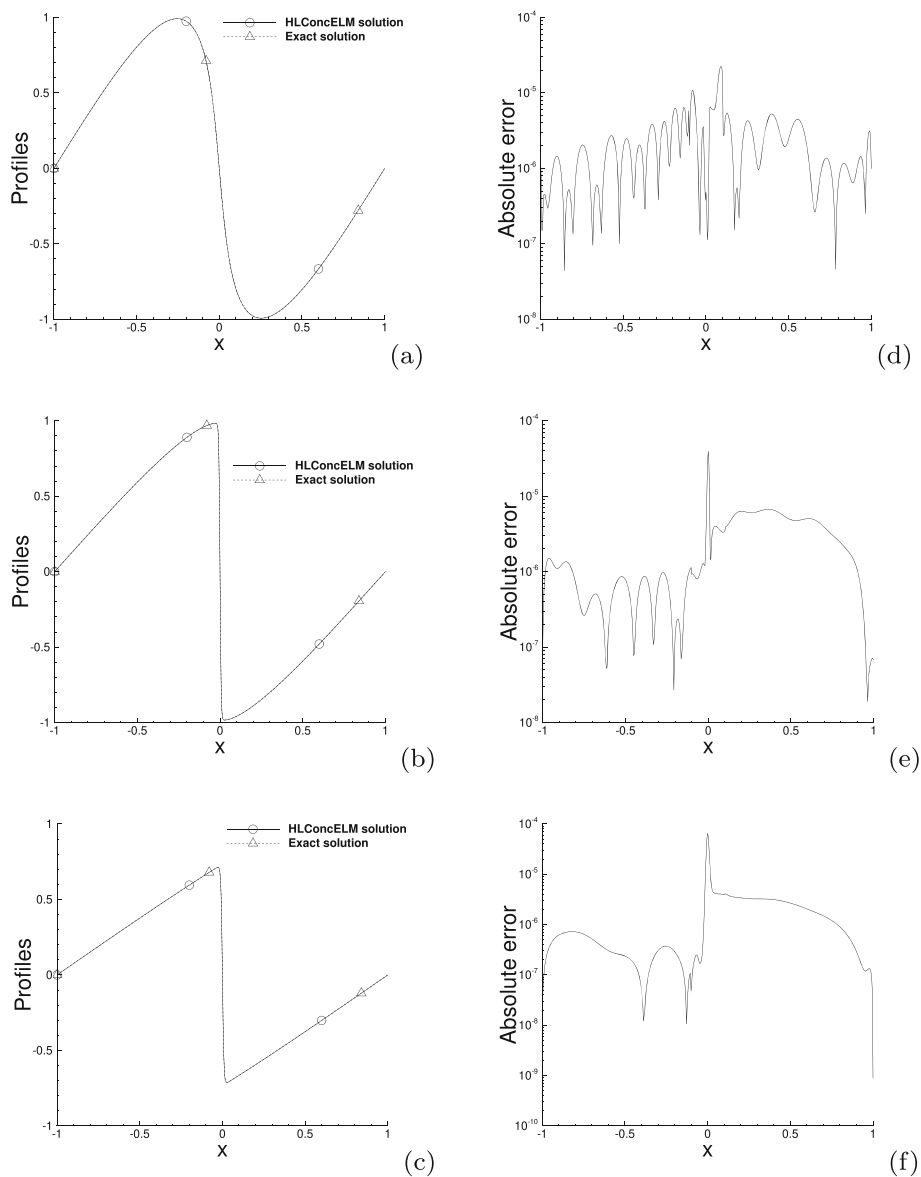 HLConcELM solution
Exact solution
Profiles
1
0.5
0
-0.5
-1
-1 -0.5 0 0.5 1
x
(a)
Absolute error
10-5
10-6
10-7
10-8
-1 -0.5 0 0.5 1
x
(d)
HLConcELM solution
Exact solution
Profiles
1
0.5
0
-0.5
-1
-1 -0.5 0 0.5 1
x
(b)
Absolute error
10-4
10-5
10-6
10-7
10-8
-1 -0.5 0 0.5 1
x
(e)
HLConcELM solution
Exact solution
Profiles
1
0.5
0
-0.5
-1
-1 -0.5 0 0.5 1
x
(c)
Absolute error
10-4
10-5
10-6
10-7
10-8
10-9
10-10
-1 -0.5 0 0.5 1
x
(f)